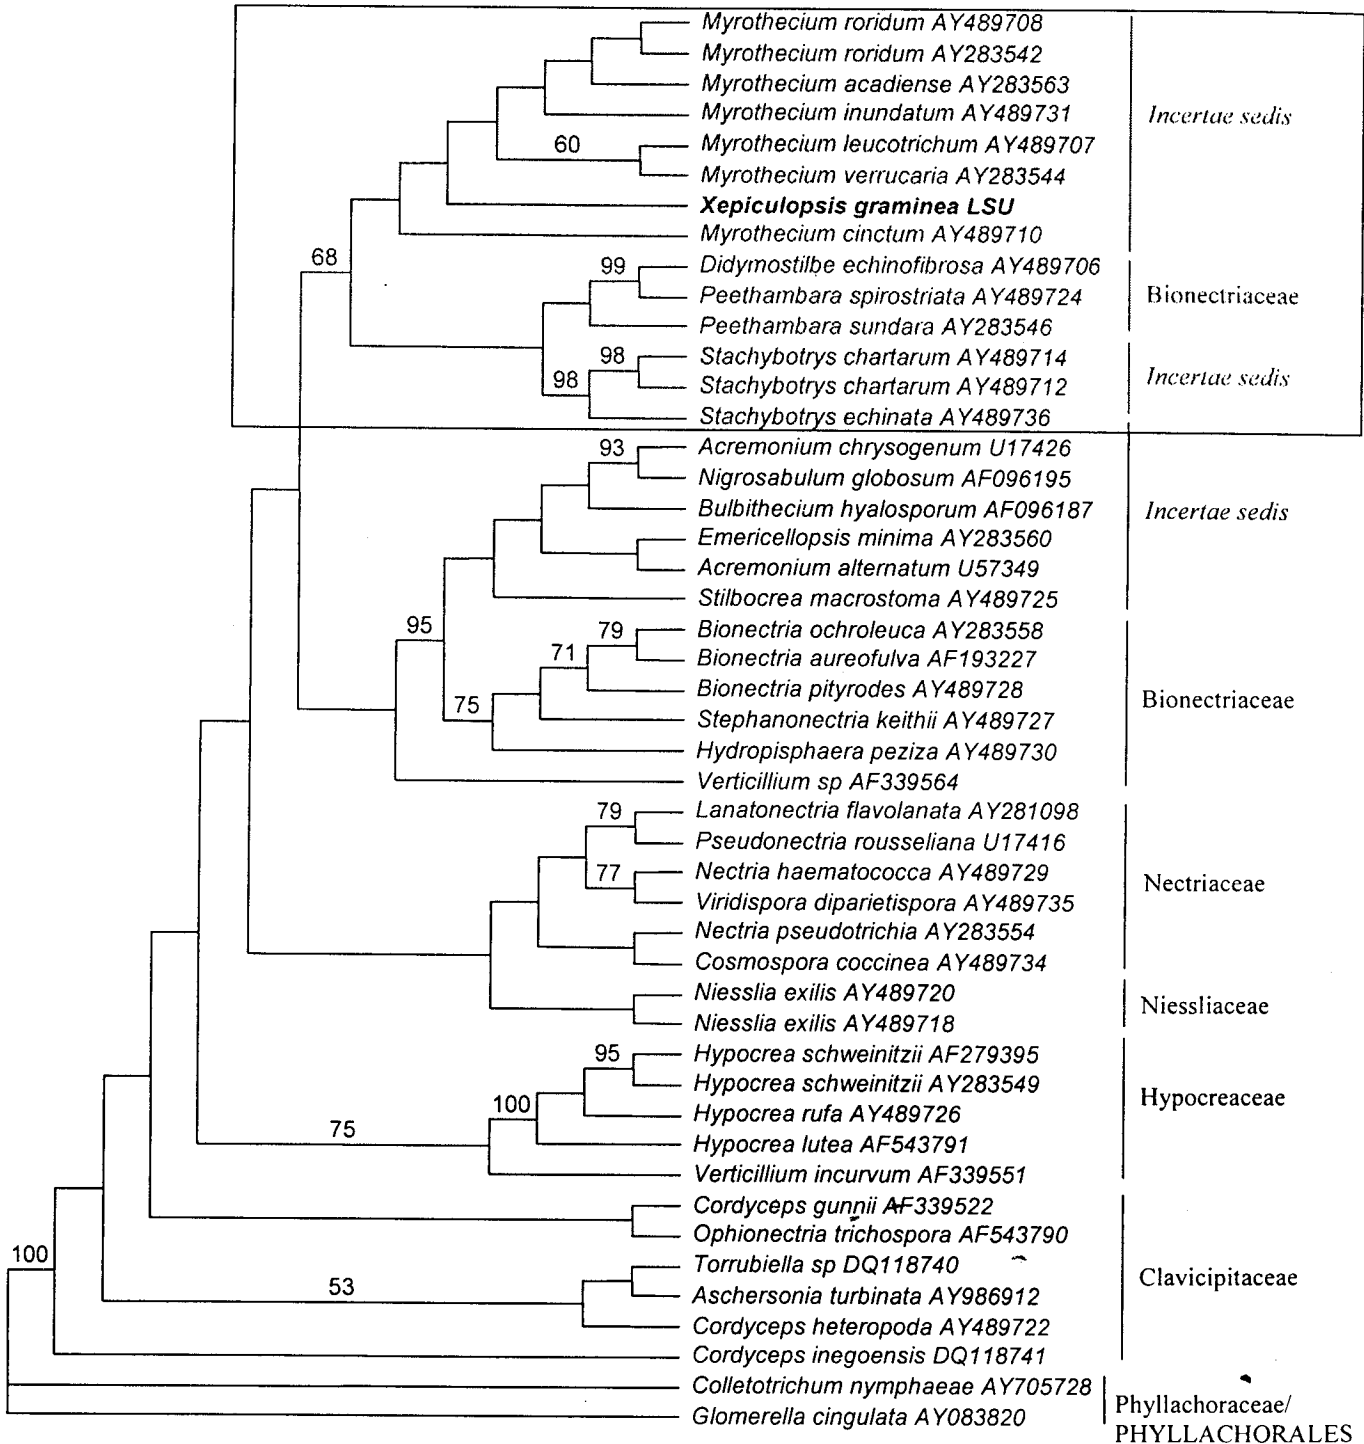 Myrothecium roridum AY489708
Myrothecium roridum AY283542
Myrothecium acadiense AY283563
Myrothecium inundatum AY489731
Incertae sedis
60
Myrothecium leucotrichum AY489707
Myrothecium verrucaria AY283544
Xepiculopsis graminea LSU
Myrothecium cinctum AY489710
68
99
Didymostilbe echinofibrosa AY489706
Peethambara spirostriata AY489724
Bionectriaceae
Peethambara sundara AY283546
98
Stachybotrys chartarum AY489714
98
Stachybotrys chartarum AY489712
Incertae sedis
Stachybotrys echinata AY489736
93
Acremonium chrysogenum U17426
Nigrosabulum globosum AF096195
Bulbithecium hyalosporum AF096187
Incertae sedis
Emericellopsis minima AY283560
Acremonium alternatum U57349
Stilbocrea macrostoma AY489725
95
79
Bionectria ochroleuca AY283558
71
Bionectria aureofulva AF193227
Bionectria pityrodes AY489728
Bionectriaceae
75
Stephanonectria keithii AY489727
Hydropisphaera peziza AY489730
Verticillium sp AF339564
79
Lanatonectria flavolanata AY281098
Pseudonectria rousseliana U17416
77
Nectria haematococca AY489729
Nectriaceae
Viridispora diparietispora AY489735
Nectria pseudotrichia AY283554
Cosmospora coccinea AY489734
Niesslia exilis AY489720
Niessliaceae
Niesslia exilis AY489718
95
Hypocrea schweinitzii AF279395
Hypocrea schweinitzii AY283549
Hypocreaceae
100
Hypocrea rufa AY489726
75
Hypocrea lutea AF543791
Verticillium incurvum AF339551
Cordyceps gunnii AF339522
Ophionectria trichospora AF543790
100
Torrubiella sp DQ118740
Clavicipitaceae
53
Aschersonia turbinata AY986912
Cordyceps heteropoda AY489722
Cordyceps inegoensis DQ118741
Colletotrichum nymphaeae AY705728
Glomerella cingulata AY083820
Phyllachoraceae/
PHYLLACHORALES